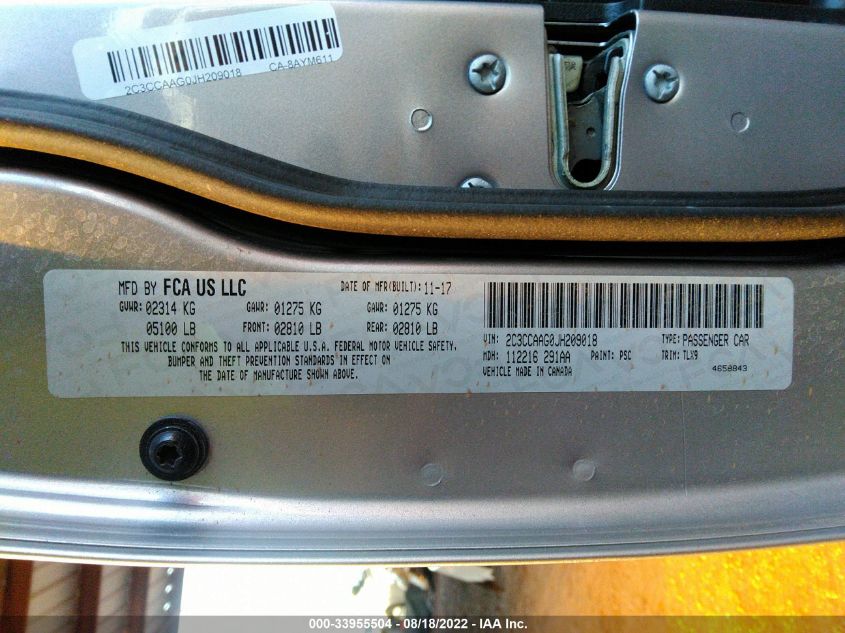 2C3CCAAG0JH209018 CA-8AYM611
MFD BY FCA US LLC DATE OF MFR(BUILT): 11-17
GVWR: 02314 KG GAWR: 01275 KG GAWR: 01275 KG
05100 LB FRONT: 02810 LB REAR: 02810 LB
THIS VEHICLE CONFORMS TO APPLICABLE U.S.A. FEDERAL MOTOR VEHICLE SAFETY,
BUMPER AND THEFT PREVENTION STANDARDS IN EFFECT ON
THE DATE OF MANUFACTURE SHOWN ABOVE.
VIN: 2C3CCAAG0JH209018 TYPE: PASSENGER CAR
MDH: 112216 291AA PAINT: PSC TRIM: TLX9
VEHICLE MADE IN CANADA 4658843
000-33955504 - 08/18/2022 - IAA Inc.